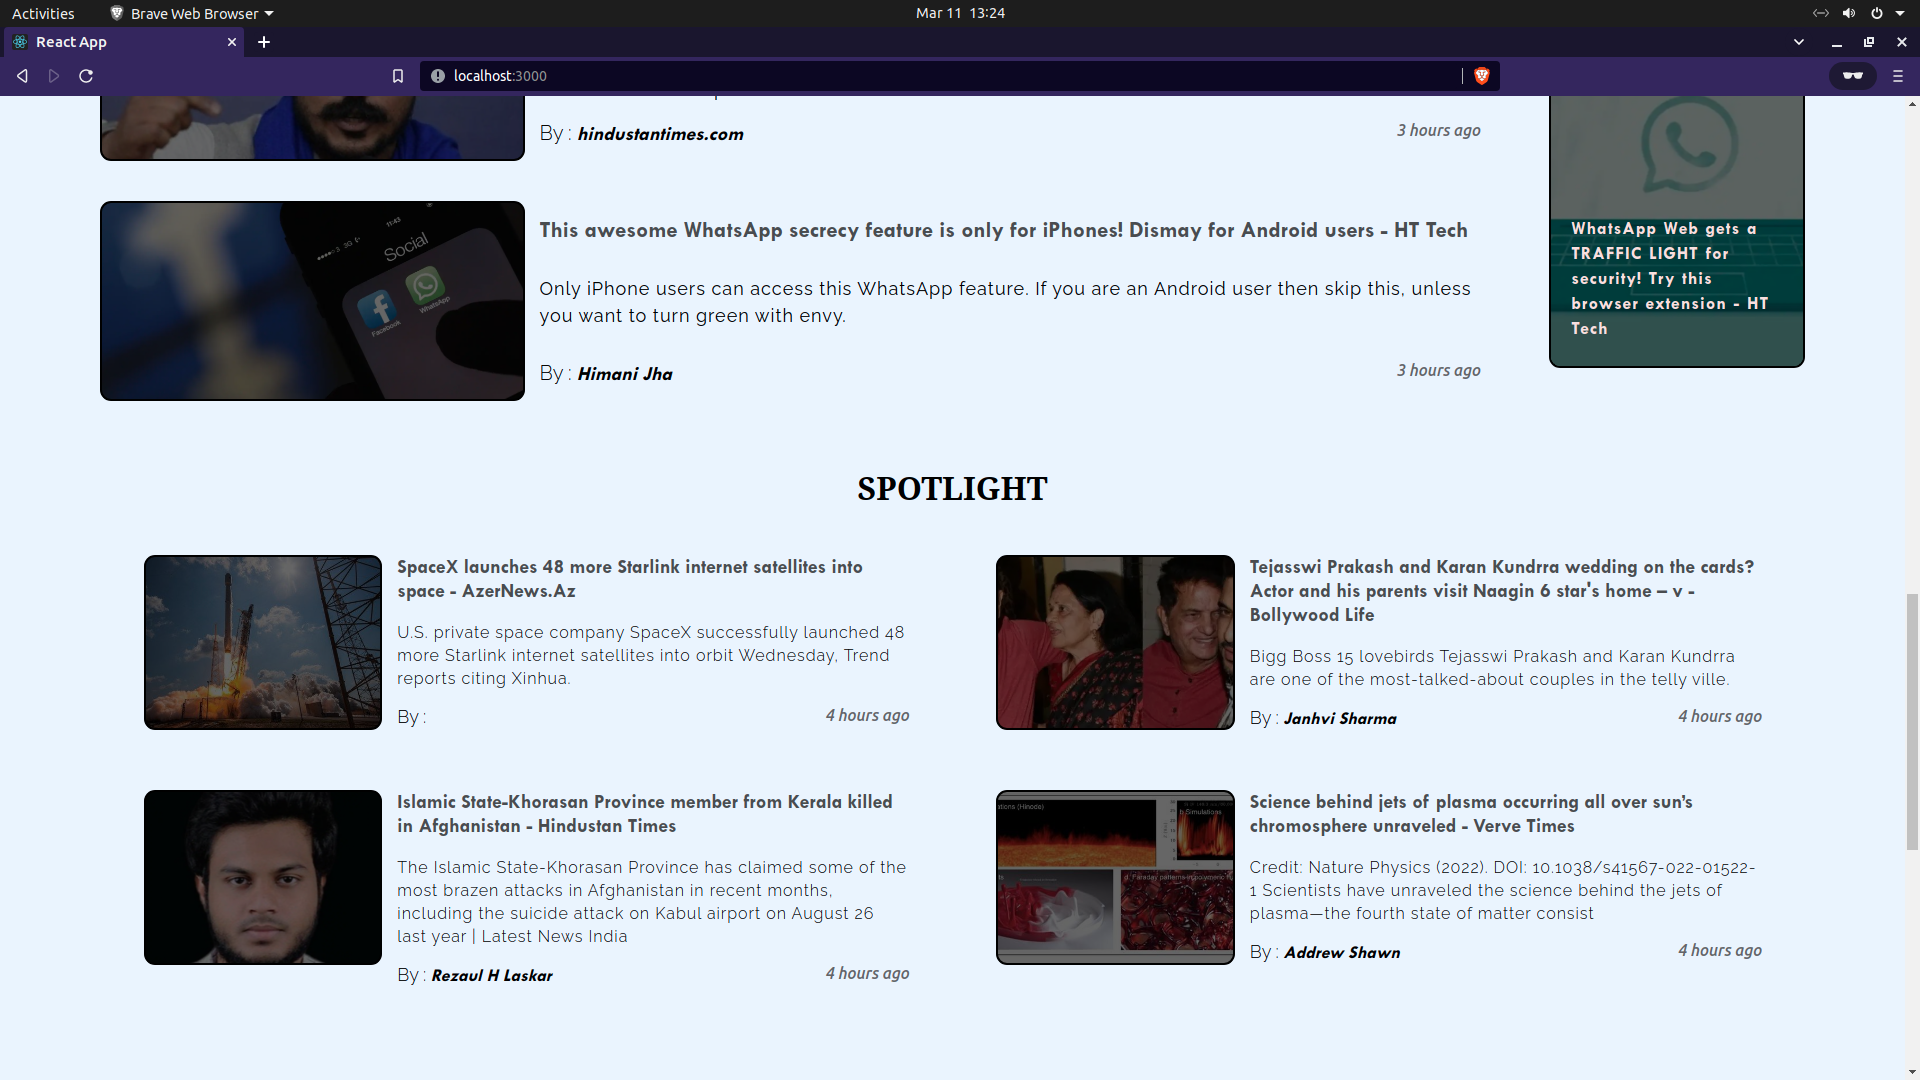 Activities
Brave Web Browser
Mar 11 13:24
React App
localhost:3000
By : hindustantimes.com
3 hours ago
11:43
3G
Social
Facebook
WhatsApp
This awesome WhatsApp secrecy feature is only for iPhones! Dismay for Android users - HT Tech
Only iPhone users can access this WhatsApp feature. If you are an Android user then skip this, unless
you want to turn green with envy.
By : Himani Jha
3 hours ago
WhatsApp Web gets a
TRAFFIC LIGHT for
security! Try this
browser extension - HT
Tech
SPOTLIGHT
SpaceX launches 48 more Starlink internet satellites into
space - AzerNews.Az
U.S. private space company SpaceX successfully launched 48
more Starlink internet satellites into orbit Wednesday, Trend
reports citing Xinhua.
By :
4 hours ago
Tejasswi Prakash and Karan Kundrra wedding on the cards?
Actor and his parents visit Naagin 6 star's home – v -
Bollywood Life
Bigg Boss 15 lovebirds Tejasswi Prakash and Karan Kundrra
are one of the most-talked-about couples in the telly ville.
By : Janhvi Sharma
4 hours ago
Islamic State-Khorasan Province member from Kerala killed
in Afghanistan - Hindustan Times
The Islamic State-Khorasan Province has claimed some of the
most brazen attacks in Afghanistan in recent months,
including the suicide attack on Kabul airport on August 26
last year | Latest News India
By : Rezaul H Laskar
4 hours ago
(Hinode)
b Simulations
Science behind jets of plasma occurring all over sun’s
chromosphere unraveled - Verve Times
Credit: Nature Physics (2022). DOI: 10.1038/s41567-022-01522-
1 Scientists have unraveled the science behind the jets of
plasma—the fourth state of matter consist
By : Addrew Shawn
4 hours ago